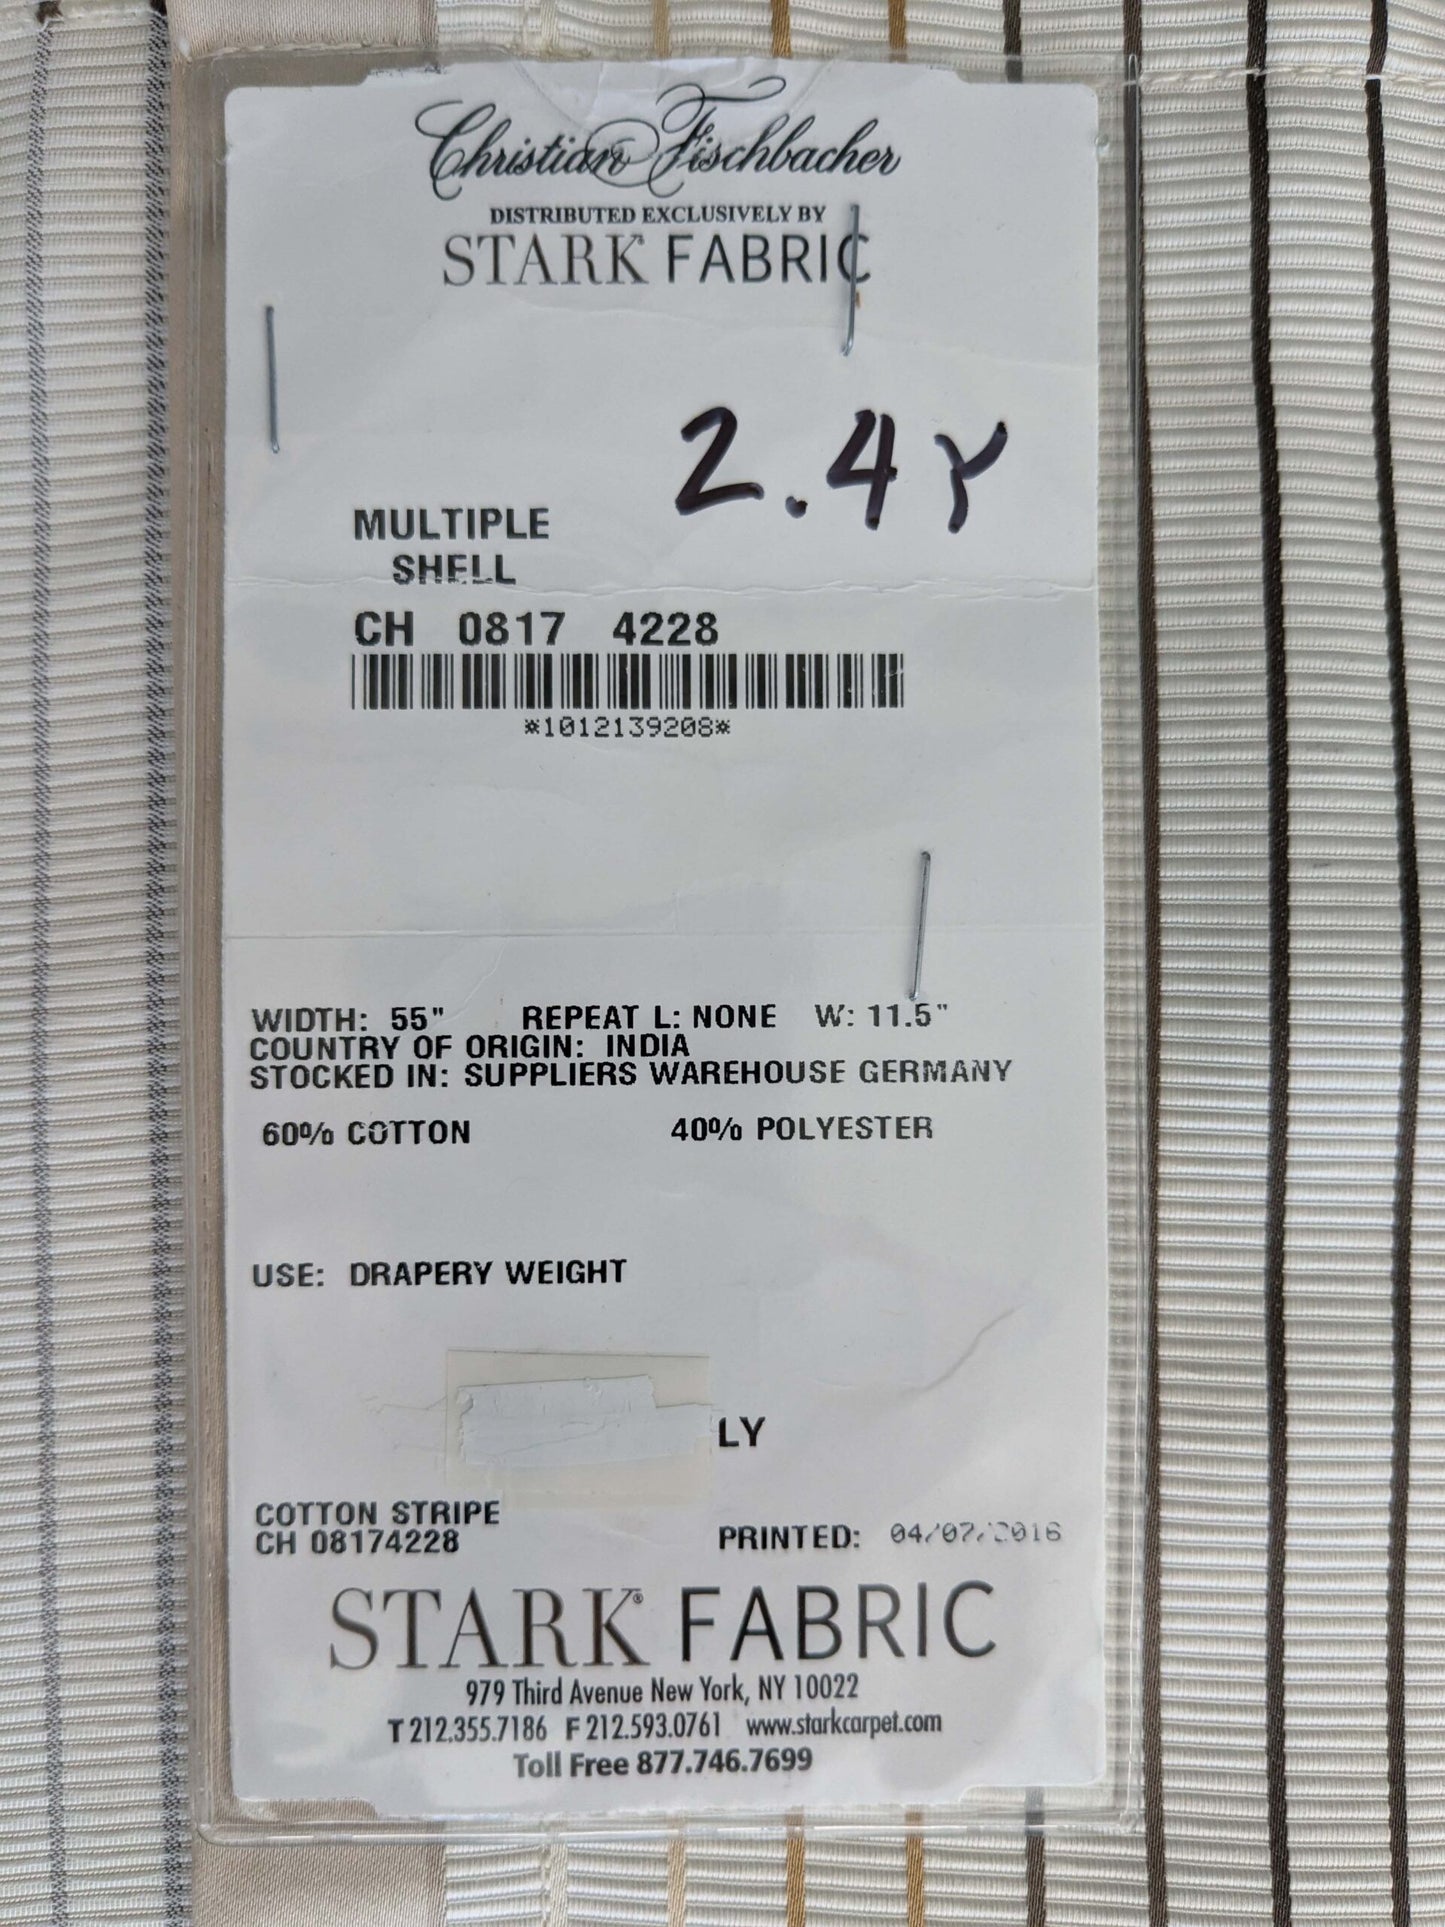 Christian Fischbacher
DISTRIBUTED EXCLUSIVELY BY
STARK FABRIC
2.4Y
MULTIPLE
SHELL
CH 0817 4228
*1012139208*
WIDTH: 55" REPEAT L: NONE W: 11.5"
COUNTRY OF ORIGIN: INDIA
STOCKED IN: SUPPLIERS WAREHOUSE GERMANY
60% COTTON 40% POLYESTER
USE: DRAPERY WEIGHT
LY
COTTON STRIPE
CH 08174228 PRINTED: 04/07/2016
STARK® FABRIC
979 Third Avenue New York, NY 10022
T 212.355.7186 F 212.593.0761 www.starkcarpet.com
Toll Free 877.746.7699